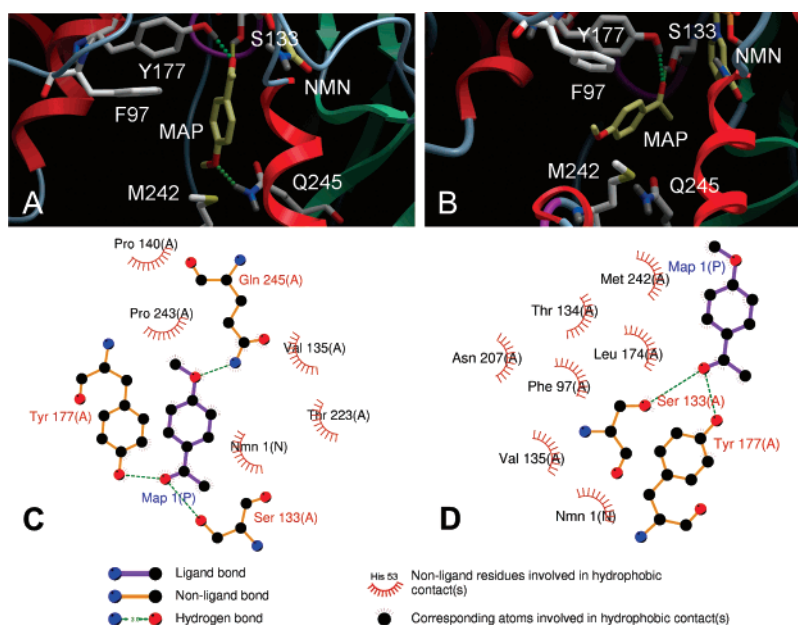 Y177
S133
F97
NMN
MAP
M242
Q245
A
Y177
S133
NMN
F97
MAP
M242
Q245
B
Pro 140(A)
Gln 245(A)
Pro 243(A)
Val 135(A)
Tyr 177(A)
Thr 223(A)
Nmn 1(N)
Map 1(P)
Ser 133(A)
C
Met 242(A)
Map 1(P)
Thr 134(A)
Asn 207(A)
Leu 174(A)
Phe 97(A)
Ser 133(A)
Tyr 177(A)
Val 135(A)
Nmn 1(N)
D
Ligand bond
Non-ligand bond
Hydrogen bond
His 53
Non-ligand residues involved in hydrophobic
contact(s)
Corresponding atoms involved in hydrophobic contact(s)